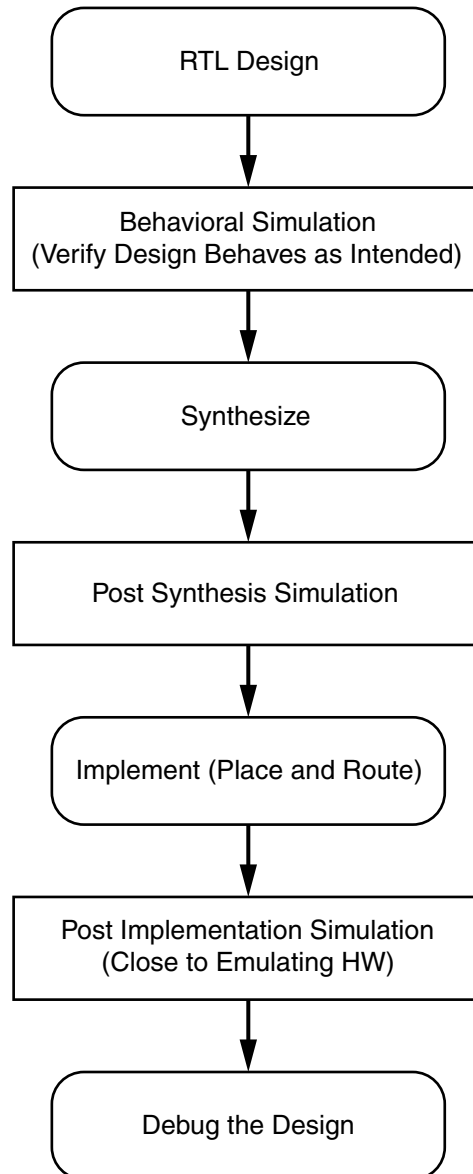 RTL Design
Behavioral Simulation
(Verify Design Behaves as Intended)
Synthesize
Post Synthesis Simulation
Implement (Place and Route)
Post Implementation Simulation
(Close to Emulating HW)
Debug the Design